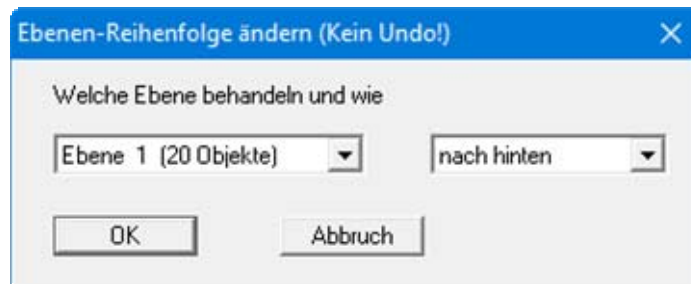 Ebenen-Reihenfolge ändern (Kein Undo!)
Welche Ebene behandeln und wie
Ebene 1 (20 Objekte) nach hinten
OK Abbruch